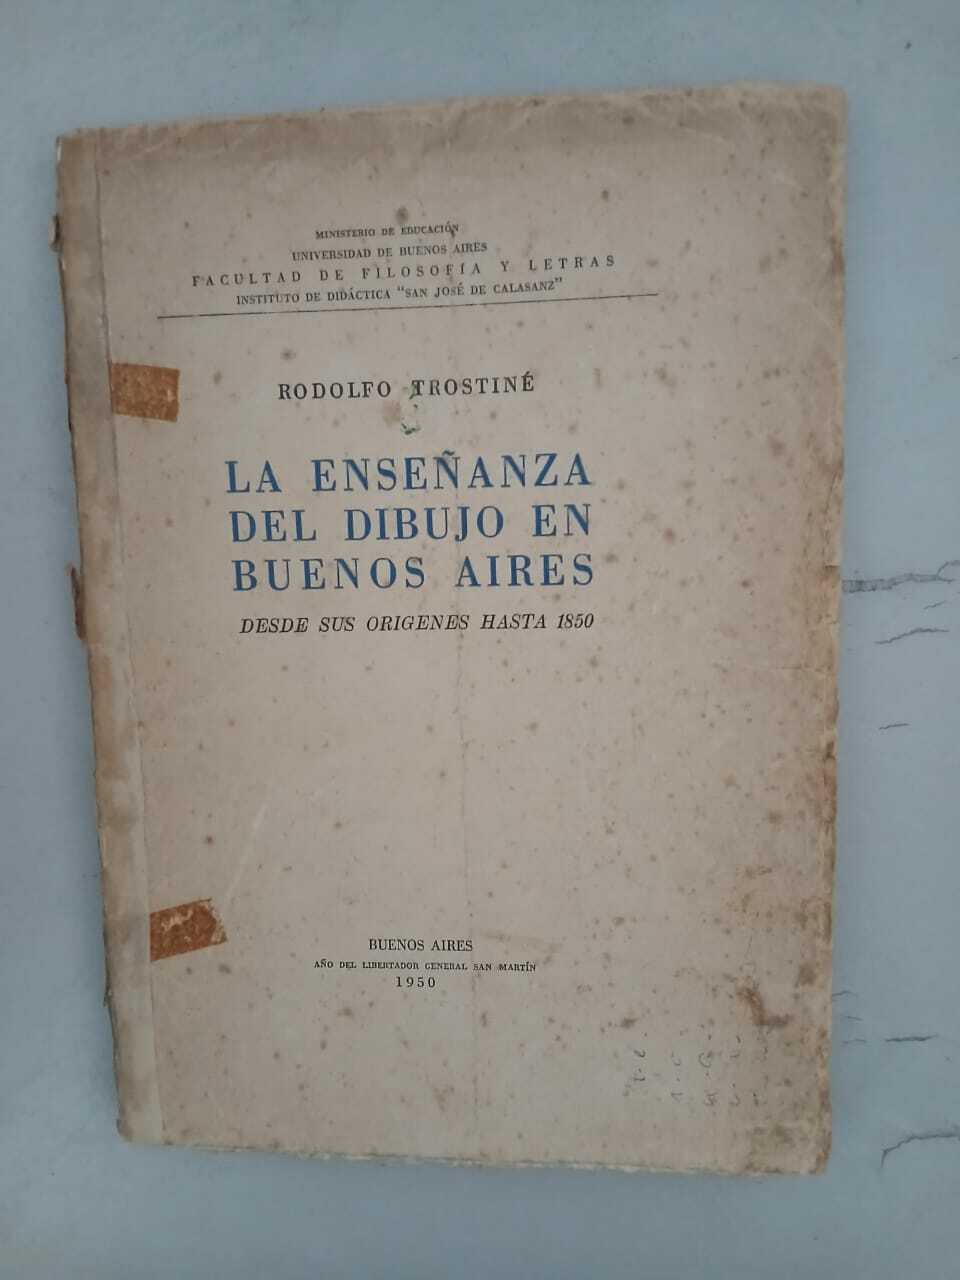 MINISTERIO DE EDUCACIÓN
UNIVERSIDAD DE BUENOS AIRES
FACULTAD DE FILOSOFÍA Y LETRAS
INSTITUTO DE DIDÁCTICA "SAN JOSÉ DE CALASANZ"
RODOLFO TROSTINÉ
LA ENSEÑANZA
DEL DIBUJO EN
BUENOS AIRES
DESDE SUS ORIGENES HASTA 1850
BUENOS AIRES
AÑO DEL LIBERTADOR GENERAL SAN MARTÍN
1950